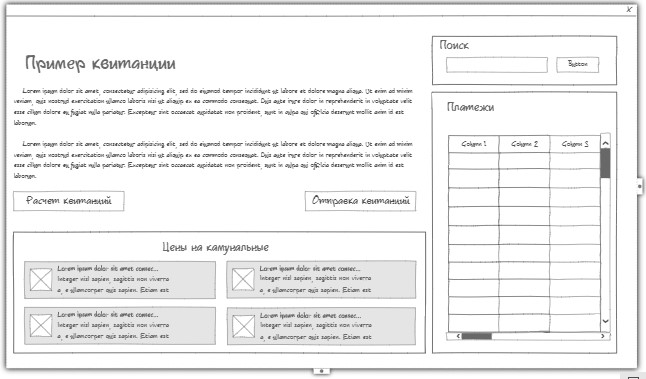 X
Пример квитанции
Lorem ipsum dolor sit amet, consectetur adipisicing elit, sed do eiusmod tempor incididunt ut labore et dolore magna aliqua. Ut enim ad minim
veniam, quis nostrud exercitation ullamco laboris nisi ut aliquip ex ea commodo consequat. Duis aute irure dolor in reprehenderit in voluptate velit
esse cillum dolore eu fugiat nulla pariatur. Excepteur sint occaecat cupidatat non proident, sunt in culpa qui officia deserunt mollit anim id est
laborum.
Lorem ipsum dolor sit amet, consectetur adipisicing elit, sed do eiusmod tempor incididunt ut labore et dolore magna aliqua. Ut enim ad minim
veniam, quis nostrud exercitation ullamco laboris nisi ut aliquip ex ea commodo consequat. Duis aute irure dolor in reprehenderit in voluptate velit
esse cillum dolore eu fugiat nulla pariatur. Excepteur sint occaecat cupidatat non proident, sunt in culpa qui officia deserunt mollit anim id est
laborum.
Расчет квитанций
Отправка квитанций
Цены на камунальные
Lorem ipsum dolor sit amet consec...
Integer nisl sapien, sagittis non viverra
a, e ullamcorper quis sapien. Etiam est
Lorem ipsum dolor sit amet consec...
Integer nisl sapien, sagittis non viverra
a, e ullamcorper quis sapien. Etiam est
Lorem ipsum dolor sit amet consec...
Integer nisl sapien, sagittis non viverra
a, e ullamcorper quis sapien. Etiam est
Lorem ipsum dolor sit amet consec...
Integer nisl sapien, sagittis non viverra
a, e ullamcorper quis sapien. Etiam est
Поиск
Button
Платежи
Column 1 Column 2 Column 3